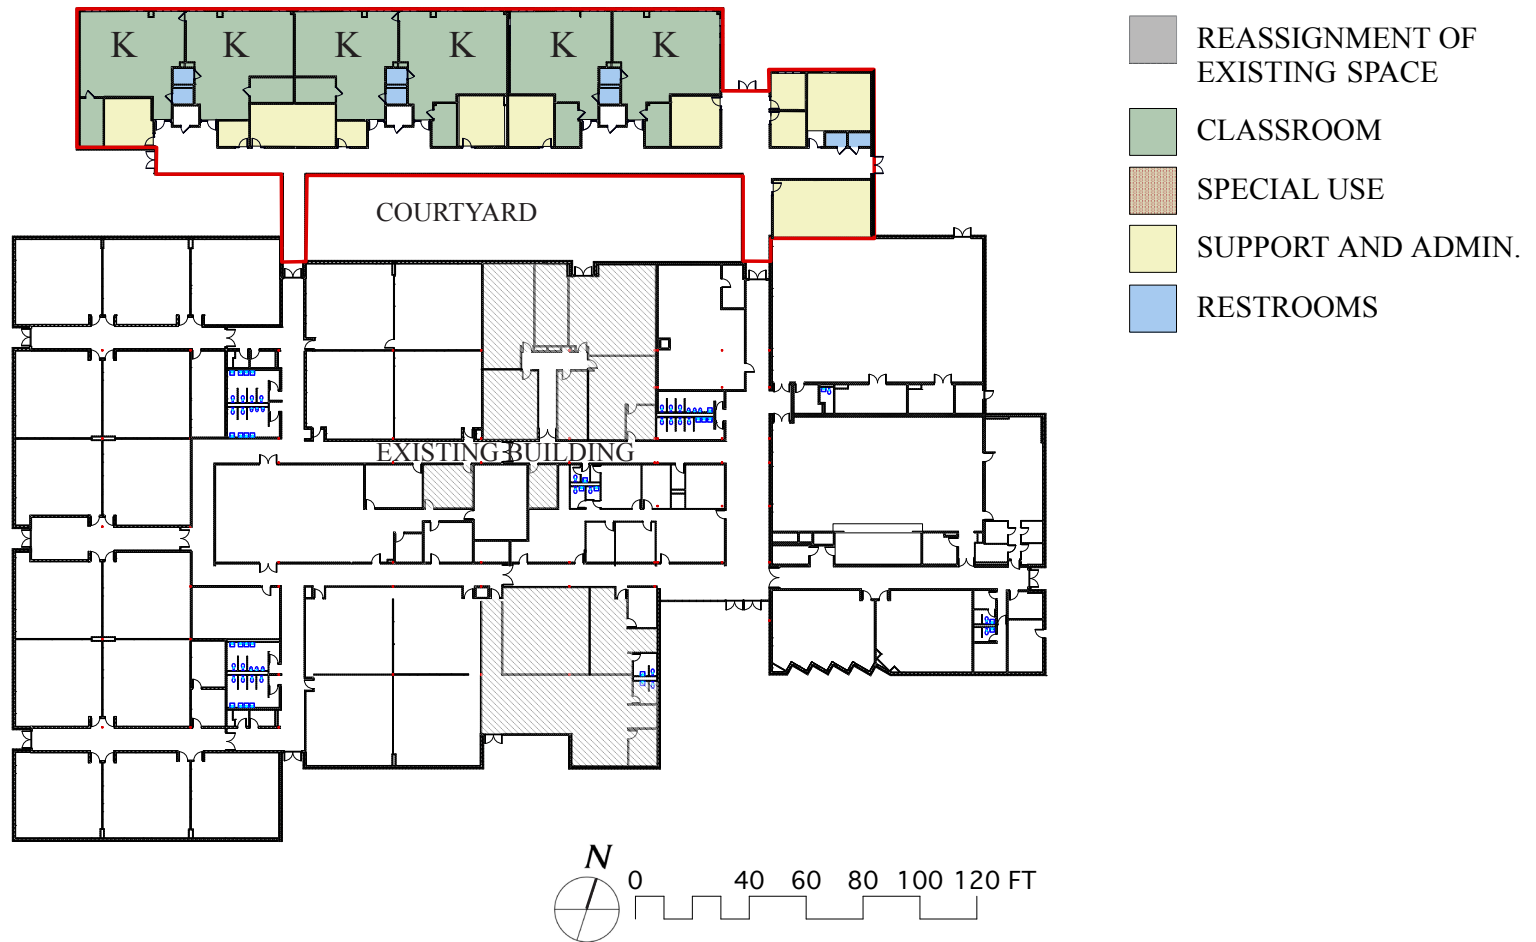 K K K K K K
COURTYARD
EXISTING BUILDING
REASSIGNMENT OF
EXISTING SPACE
CLASSROOM
SPECIAL USE
SUPPORT AND ADMIN.
RESTROOMS
N
0 40 60 80 100 120 FT